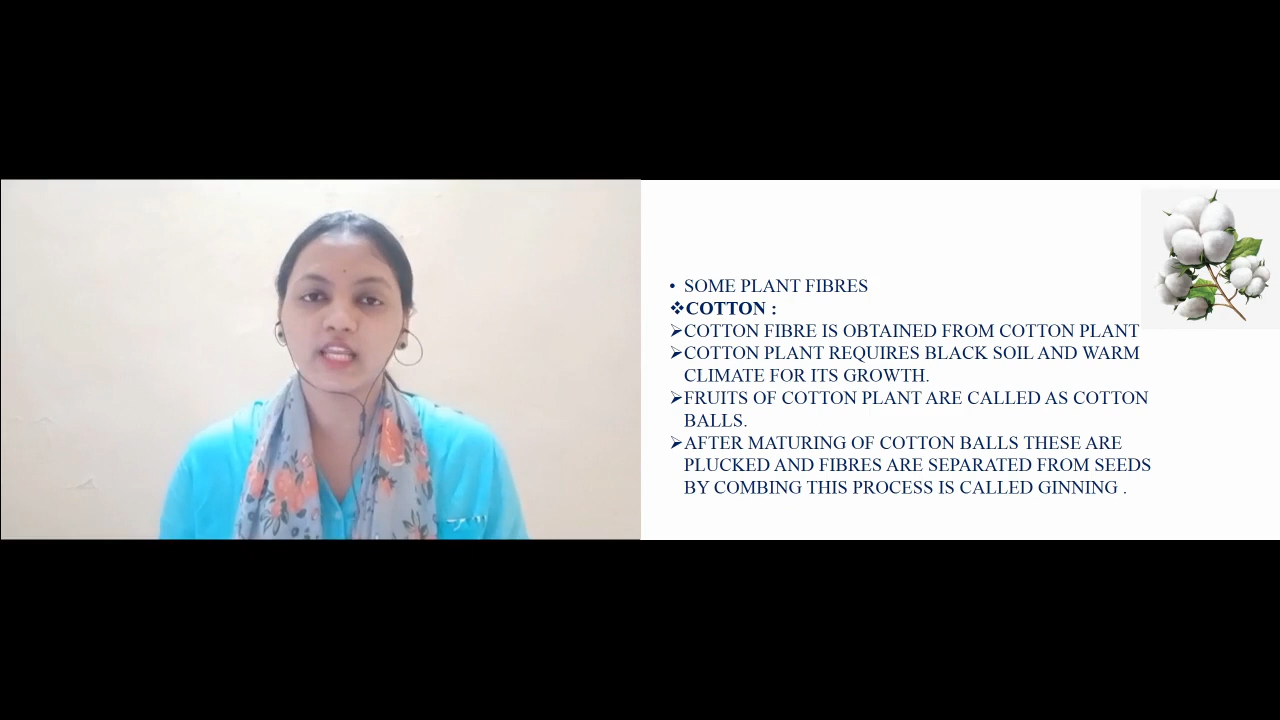 • SOME PLANT FIBRES
❖COTTON :
➢COTTON FIBRE IS OBTAINED FROM COTTON PLANT
➢COTTON PLANT REQUIRES BLACK SOIL AND WARM
CLIMATE FOR ITS GROWTH.
➢FRUITS OF COTTON PLANT ARE CALLED AS COTTON
BALLS.
➢AFTER MATURING OF COTTON BALLS THESE ARE
PLUCKED AND FIBRES ARE SEPARATED FROM SEEDS
BY COMBING THIS PROCESS IS CALLED GINNING .